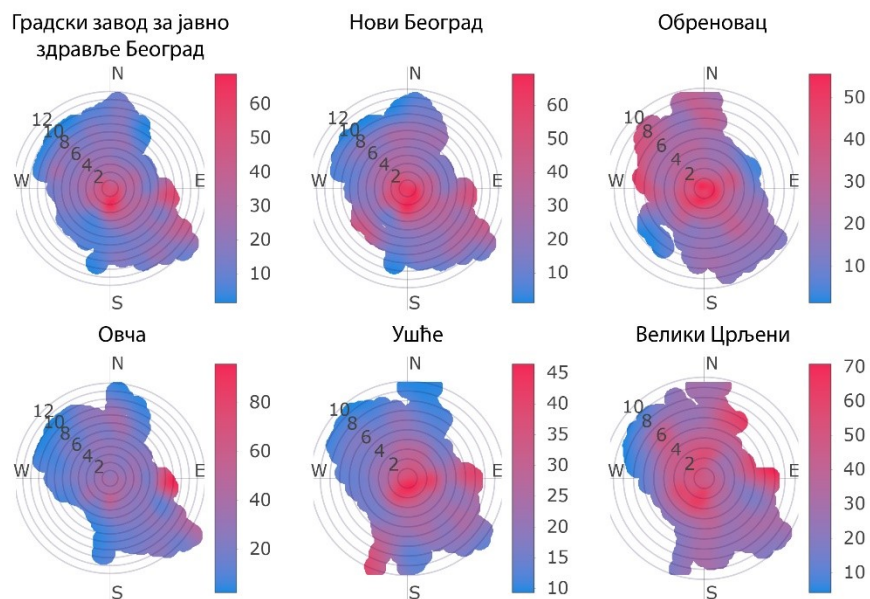 Градски завод за јавно
здравље Београд
N
12
10
8
6
4
2
W
E
S
60
50
40
30
20
10
Нови Београд
N
12
10
8
6
4
2
W
E
S
60
50
40
30
20
10
Обреновац
N
10
8
6
4
2
W
E
S
50
40
30
20
10
Овча
N
12
10
8
6
4
2
W
E
S
80
60
40
20
Ушће
N
10
8
6
4
2
W
E
S
45
40
35
30
25
20
15
10
Велики Црљени
N
10
8
6
4
2
W
E
S
70
60
50
40
30
20
10